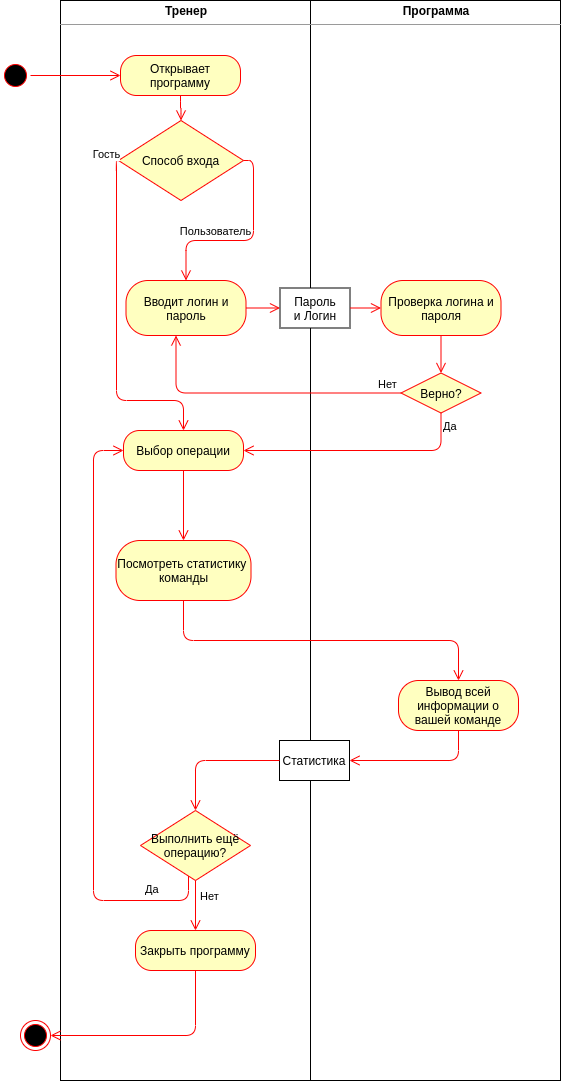 Тренер
Программа
Открывает
программу
Гость
Способ входа
Пользователь
Вводит логин и
пароль
Пароль
и Логин
Проверка логина и
пароля
Нет
Верно?
Да
Выбор операции
Посмотреть статистику
команды
Вывод всей
информации о
вашей команде
Статистика
Выполнить ещё
операцию?
Да
Нет
Закрыть программу